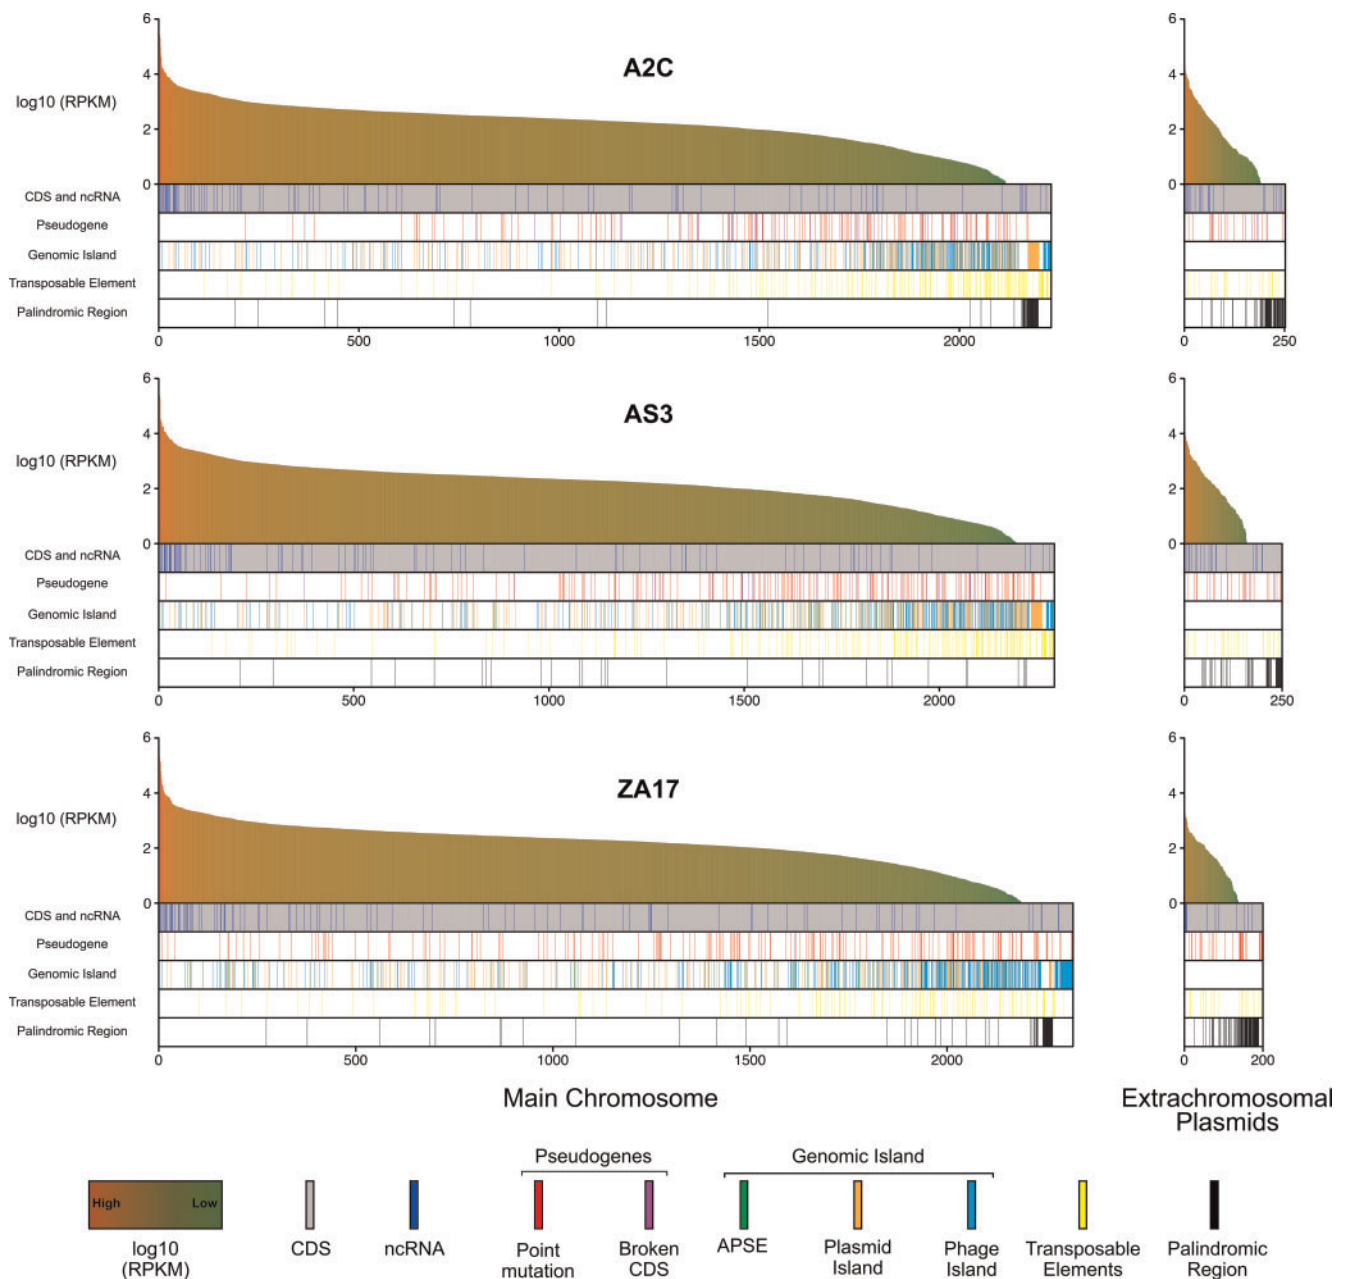 A2C
6
4
log10 (RPKM)
2
0
CDS and ncRNA
Pseudogene
Genomic Island
Transposable Element
Palindromic Region
0 500 1000 1500 2000
6
4
2
0
0 250
AS3
6
4
log10 (RPKM)
2
0
CDS and ncRNA
Pseudogene
Genomic Island
Transposable Element
Palindromic Region
0 500 1000 1500 2000
6
4
2
0
0 250
ZA17
6
4
log10 (RPKM)
2
0
CDS and ncRNA
Pseudogene
Genomic Island
Transposable Element
Palindromic Region
0 500 1000 1500 2000
6
4
2
0
0 200
Main Chromosome
Extrachromosomal
Plasmids
Pseudogenes
Genomic Island
High Low
log10
(RPKM)
CDS
ncRNA
Point
mutation
Broken
CDS
APSE
Plasmid
Island
Phage
Island
Transposable
Elements
Palindromic
Region